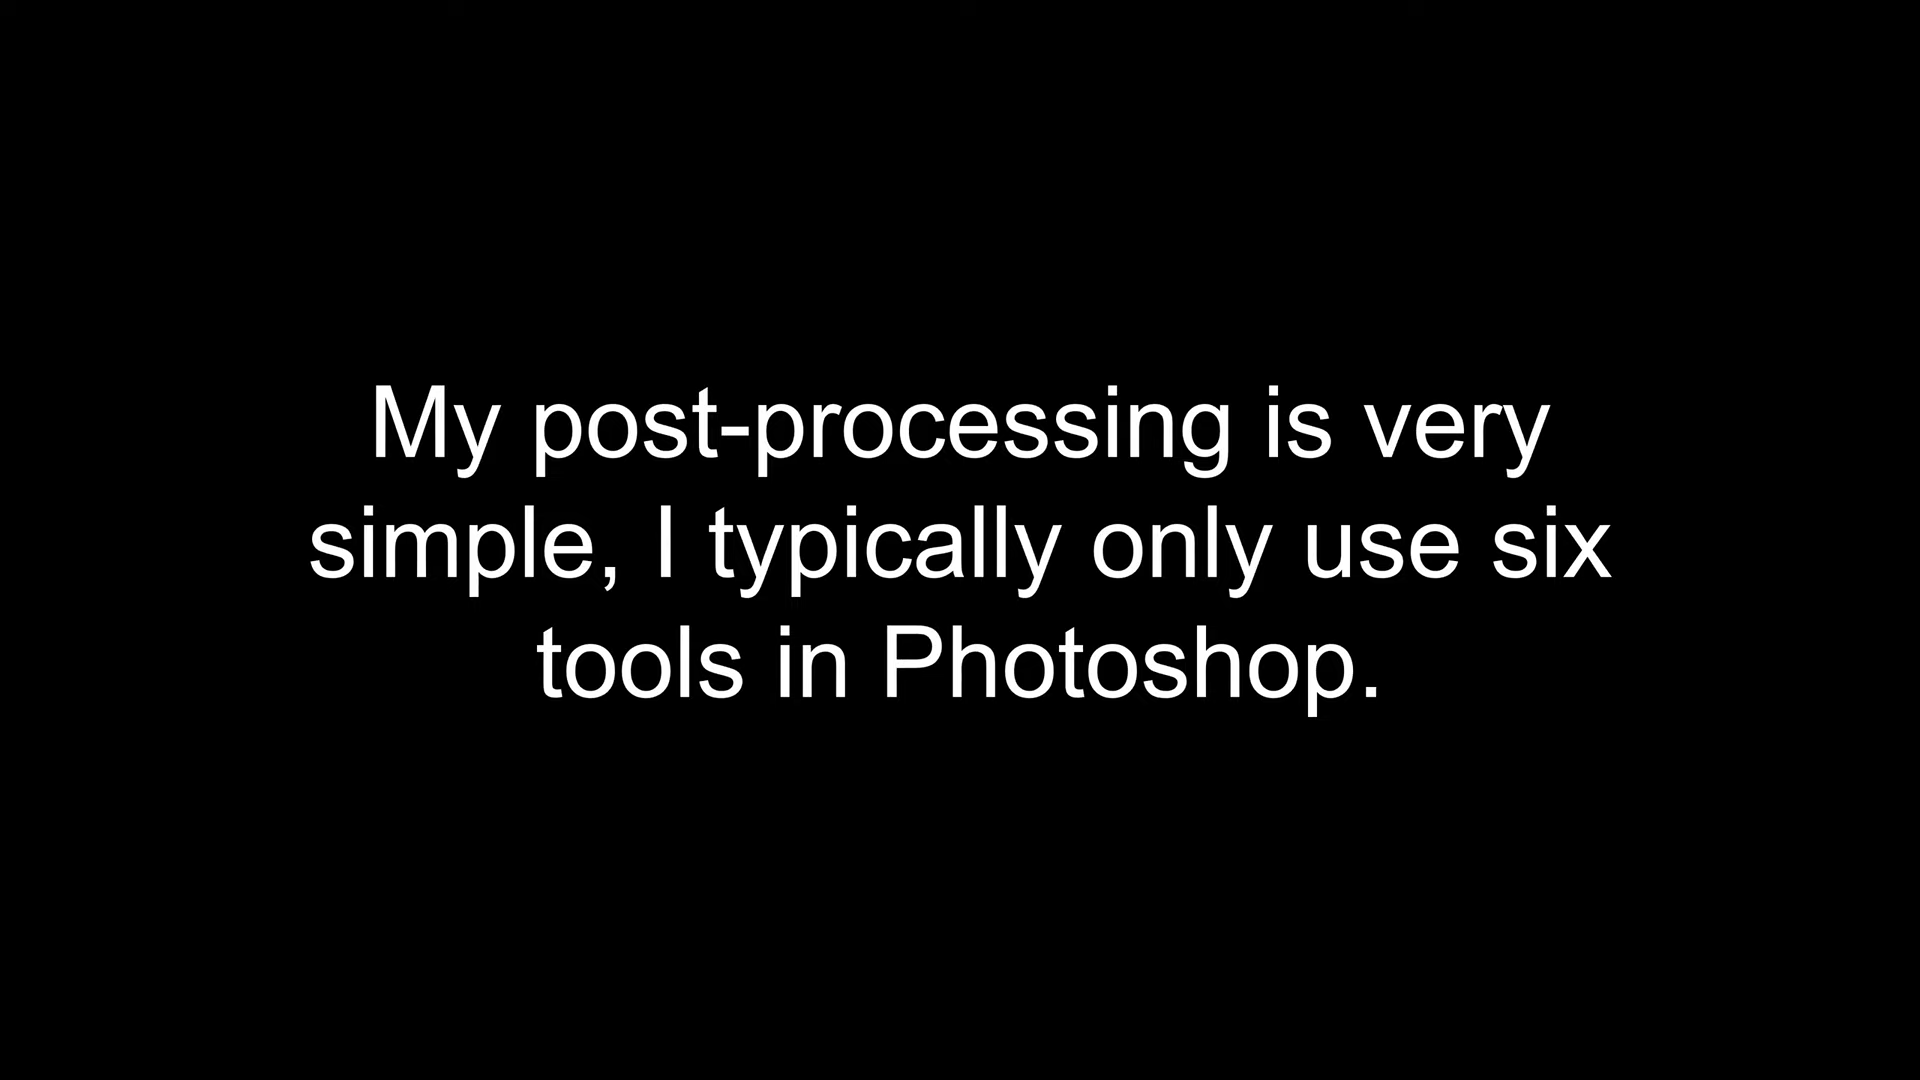 My post-processing is very
simple, I typically only use six
tools in Photoshop.